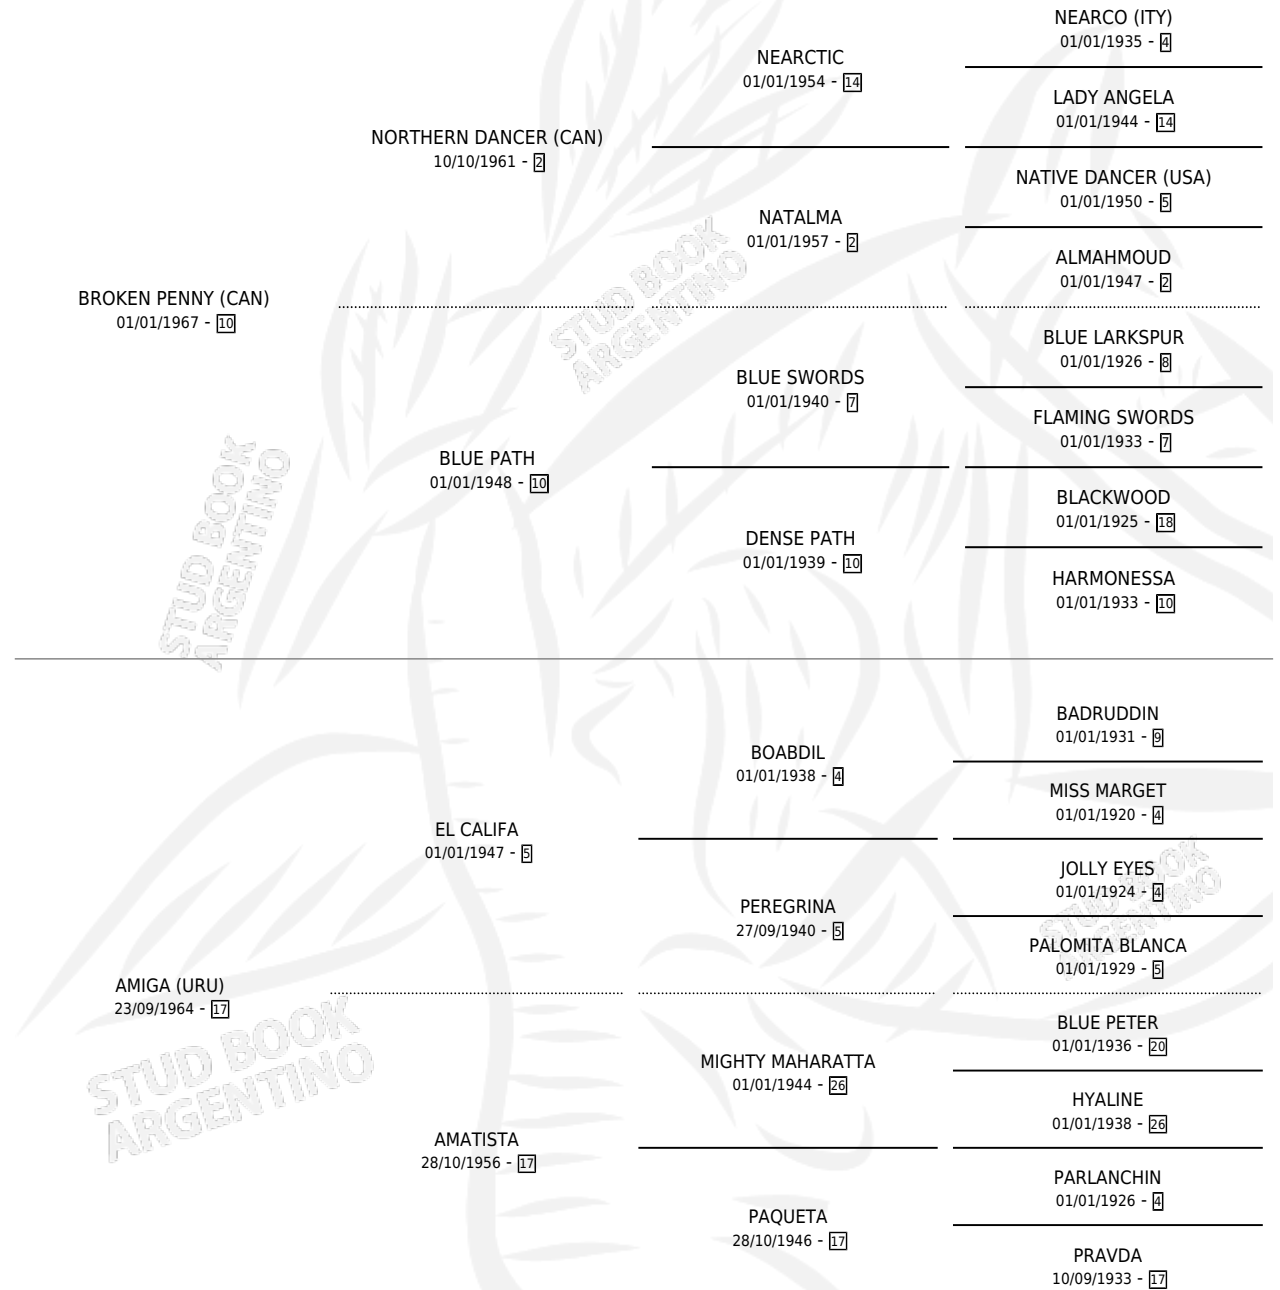 NEARCO (ITY)
01/01/1935 - 4
NEARCTIC
01/01/1954 - 14
LADY ANGELA
01/01/1944 - 14
NORTHERN DANCER (CAN)
10/10/1961 - 2
NATIVE DANCER (USA)
01/01/1950 - 5
NATALMA
01/01/1957 - 2
ALMAHMOUD
01/01/1947 - 2
BROKEN PENNY (CAN)
01/01/1967 - 10
BLUE LARKSPUR
01/01/1926 - 8
BLUE SWORDS
01/01/1940 - 7
FLAMING SWORDS
01/01/1933 - 7
BLUE PATH
01/01/1948 - 10
BLACKWOOD
01/01/1925 - 18
DENSE PATH
01/01/1939 - 10
HARMONESSA
01/01/1933 - 10
BADRUDDIN
01/01/1931 - 9
BOABDIL
01/01/1938 - 4
MISS MARGET
01/01/1920 - 4
EL CALIFA
01/01/1947 - 5
JOLLY EYES
01/01/1924 - 4
PEREGRINA
27/09/1940 - 5
PALOMITA BLANCA
01/01/1929 - 5
AMIGA (URU)
23/09/1964 - 17
BLUE PETER
01/01/1936 - 20
MIGHTY MAHARATTA
01/01/1944 - 26
HYALINE
01/01/1938 - 26
AMATISTA
28/10/1956 - 17
PARLANCHIN
01/01/1926 - 4
PAQUETA
28/10/1946 - 17
PRAVDA
10/09/1933 - 17
STUD BOOK
ARGENTINO
STUD BOOK
ARGENTINO
STUD BOOK
ARGENTINO
STUD BOOK
ARGENTINO